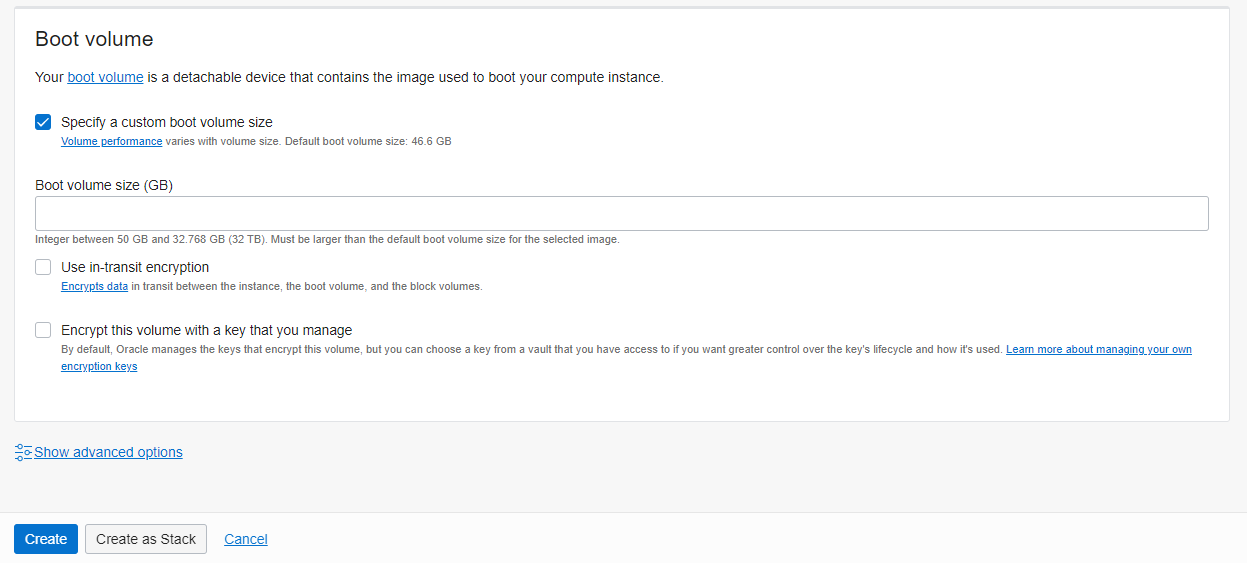 Boot volume
Your boot volume is a detachable device that contains the image used to boot your compute instance.
Specify a custom boot volume size
Volume performance varies with volume size. Default boot volume size: 46.6 GB
Boot volume size (GB)
Integer between 50 GB and 32.768 GB (32 TB). Must be larger than the default boot volume size for the selected image.
Use in-transit encryption
Encrypts data in transit between the instance, the boot volume, and the block volumes.
Encrypt this volume with a key that you manage
By default, Oracle manages the keys that encrypt this volume, but you can choose a key from a vault that you have access to if you want greater control over the key's lifecycle and how it's used. Learn more about managing your own
encryption keys
Show advanced options
Create Create as Stack Cancel